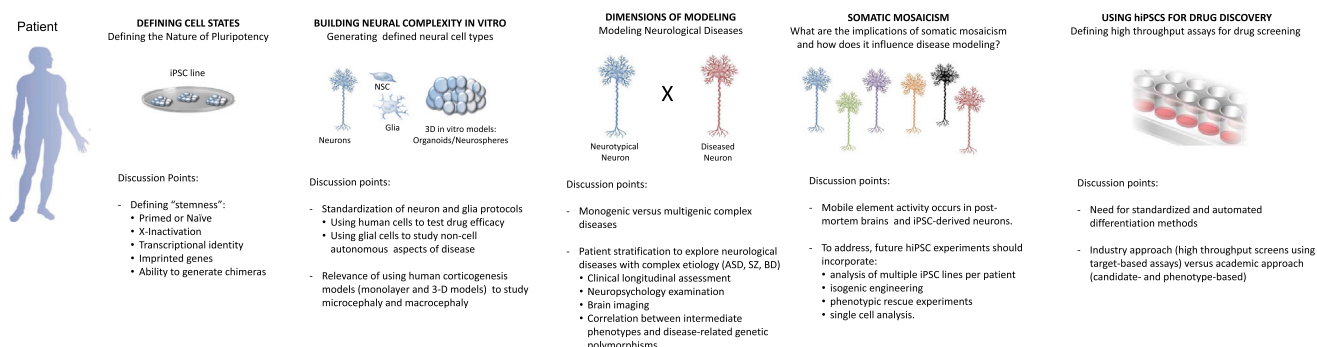 Patient
DEFINING CELL STATES
Defining the Nature of Pluripotency
iPSC line
Discussion Points:
- Defining “stemness”:
• Primed or Naïve
• X-Inactivation
• Transcriptional identity
• Imprinted genes
• Ability to generate chimeras
BUILDING NEURAL COMPLEXITY IN VITRO
Generating defined neural cell types
NSC
Glia
Neurons
3D in vitro models:
Organoids/Neurospheres
Discussion points:
- Standardization of neuron and glia protocols
• Using human cells to test drug efficacy
• Using glial cells to study non-cell
autonomous aspects of disease
- Relevance of using human corticogenesis
models (monolayer and 3-D models) to study
microcephaly and macrocephaly
DIMENSIONS OF MODELING
Modeling Neurological Diseases
X
Neurotypical
Neuron
Diseased
Neuron
Discussion points:
- Monogenic versus multigenic complex
diseases
- Patient stratification to explore neurological
diseases with complex etiology (ASD, SZ, BD)
• Clinical longitudinal assessment
• Neuropsychology examination
• Brain imaging
• Correlation between intermediate
phenotypes and disease-related genetic
polymorphisms
SOMATIC MOSAICISM
What are the implications of somatic mosaicism
and how does it influence disease modeling?
Discussion points:
- Mobile element activity occurs in post-
mortem brains and iPSC-derived neurons.
- To address, future hiPSC experiments should
incorporate:
• analysis of multiple iPSC lines per patient
• isogenic engineering
• phenotypic rescue experiments
• single cell analysis.
USING hiPSCS FOR DRUG DISCOVERY
Defining high throughput assays for drug screening
Discussion points:
- Need for standardized and automated
differentiation methods
- Industry approach (high throughput screens using
target-based assays) versus academic approach
(candidate- and phenotype-based)